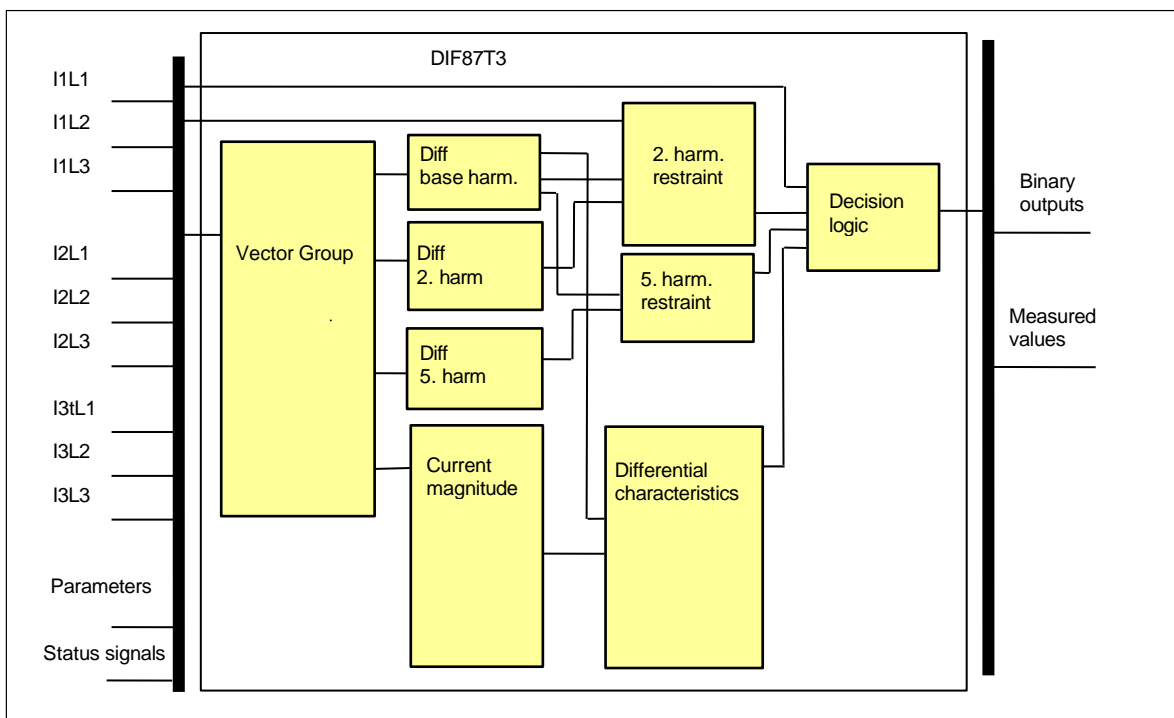 DIF87T3
I1L1
I1L2
I1L3
I2L1
I2L2
I2L3
I3tL1
I3L2
I3L3
Parameters
Status signals
Vector Group
Diff
base harm.
Diff
2. harm
Diff
5. harm
Current
magnitude
2. harm.
restraint
5. harm.
restraint
Differential
characteristics
Decision
logic
Binary
outputs
Measured
values